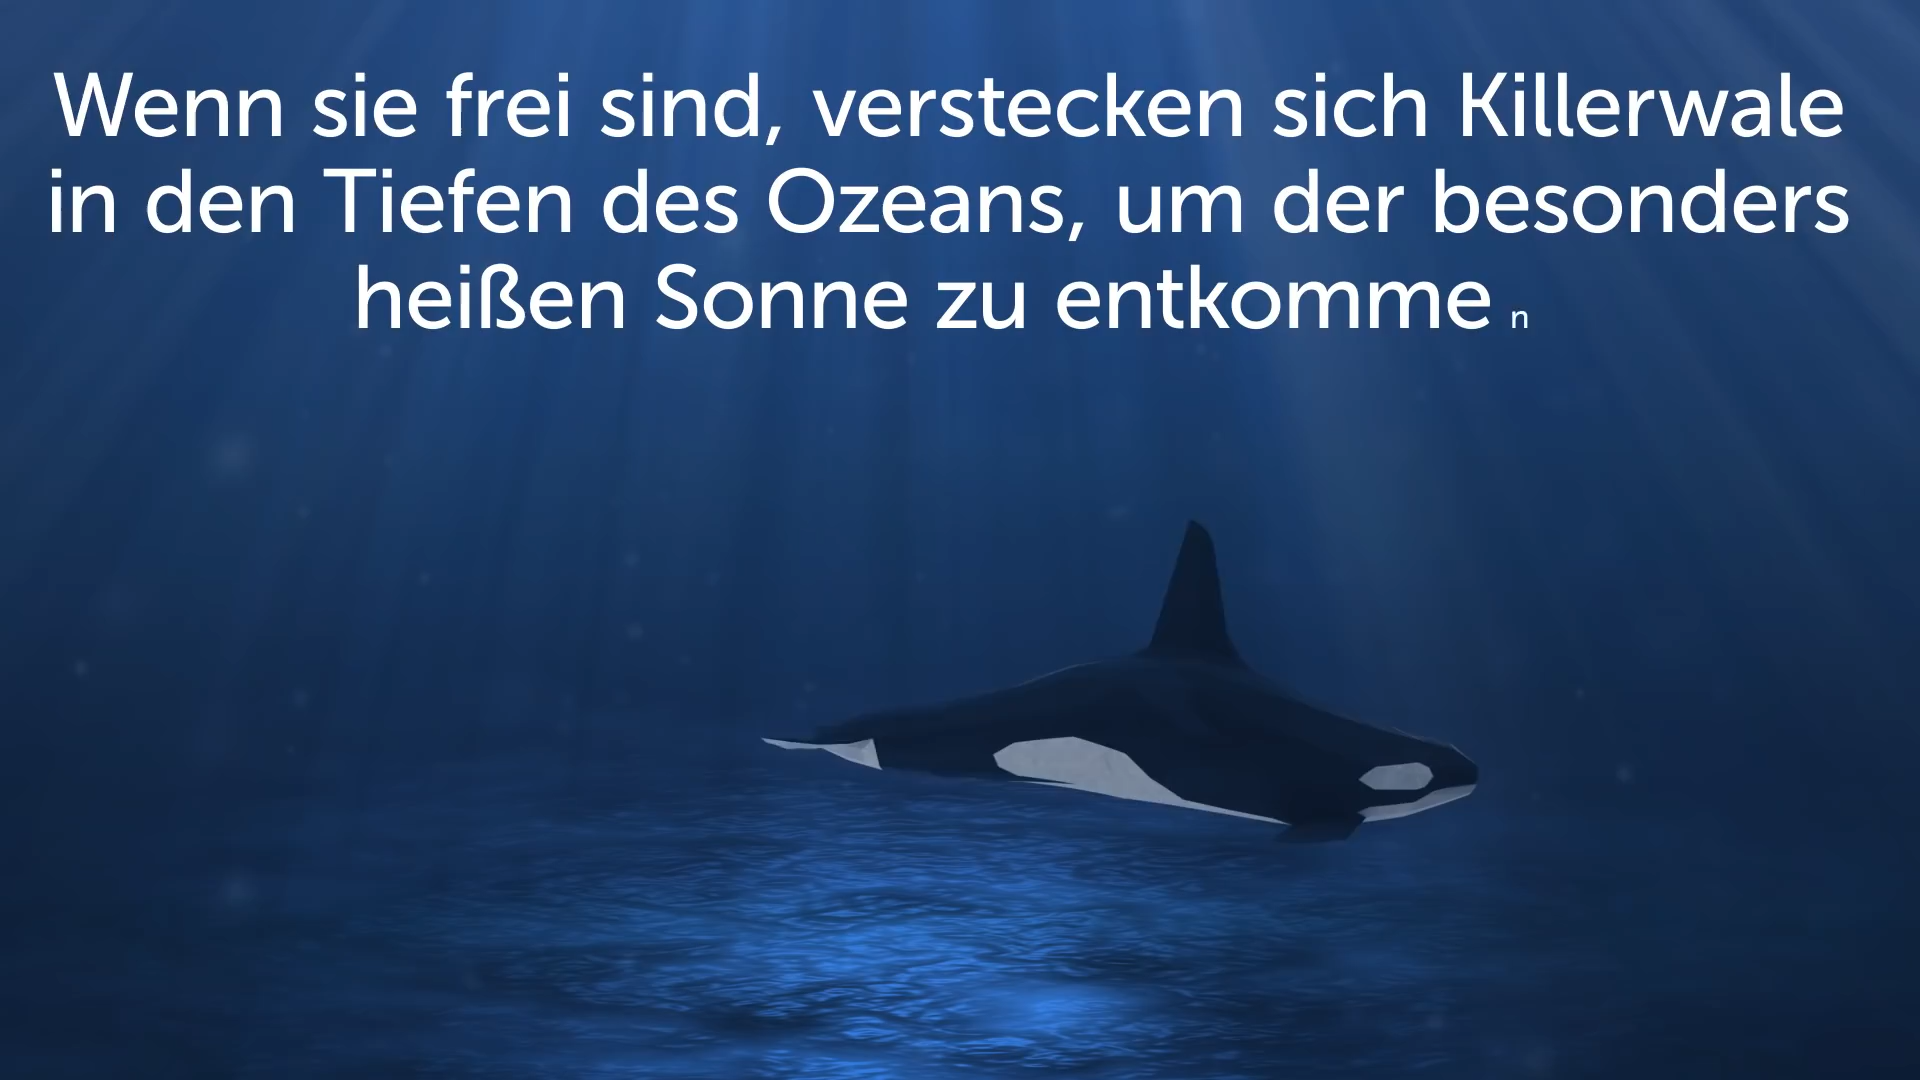 Wenn sie frei sind, verstecken sich Killerwale
in den Tiefen des Ozeans, um der besonders
heißen Sonne zu entkomme n